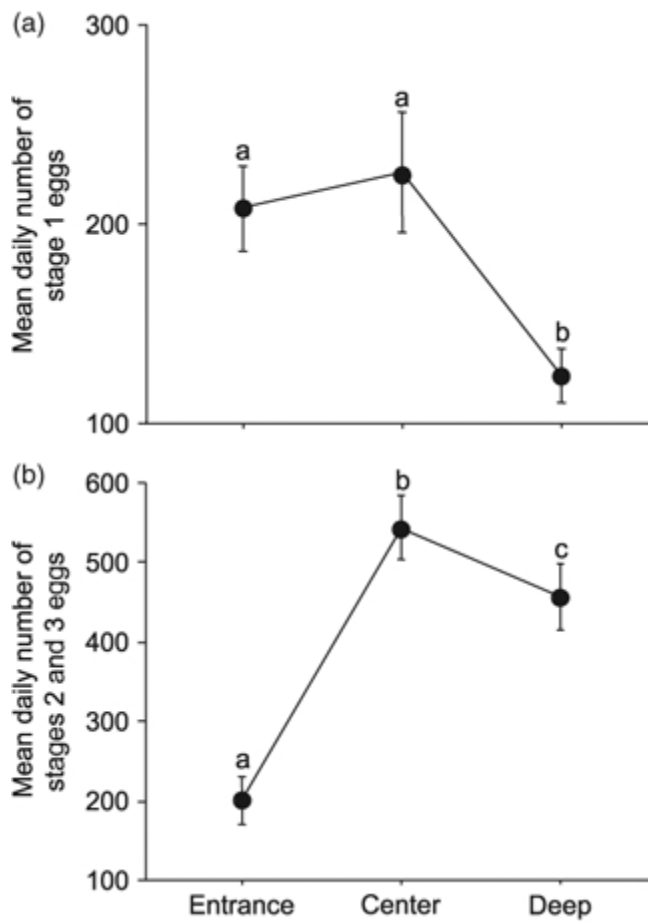 (a)
300
200
100
Mean daily number of
stage 1 eggs
a
a
b
(b)
600
500
400
300
200
100
Mean daily number of
stages 2 and 3 eggs
a
b
c
Entrance Center Deep